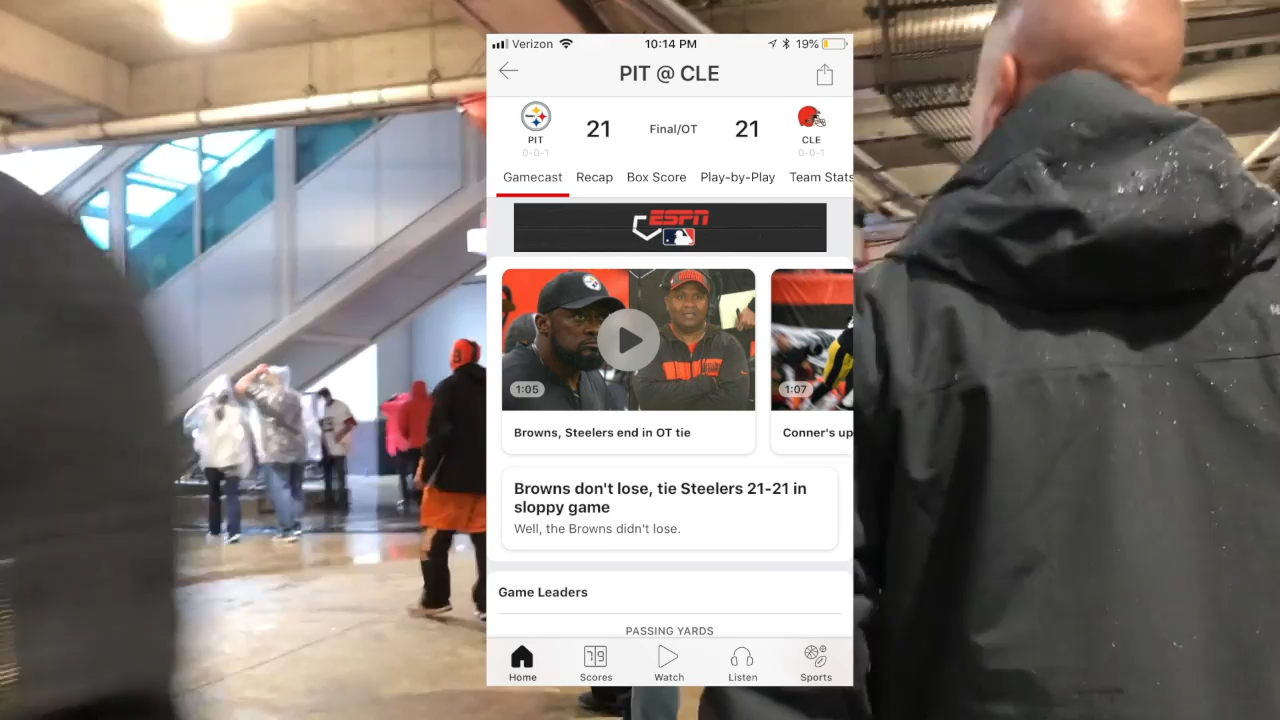 Verizon 10:14 PM 19%
PIT @ CLE
PIT 21 Final/OT 21 CLE
0-0-1 0-0-1
Gamecast Recap Box Score Play-by-Play Team Stats
ESPN
1:05 1:07
Browns, Steelers end in OT tie Conner's up
Browns don't lose, tie Steelers 21-21 in
sloppy game
Well, the Browns didn't lose.
Game Leaders
PASSING YARDS
Home Scores Watch Listen Sports